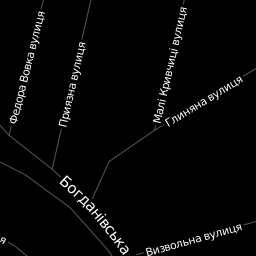 Федора Вовка вулиця
Приязна вулиця
Малі Кривчиці вулиця
Глиняна вулиця
Богданівська
Визвольна вулиця